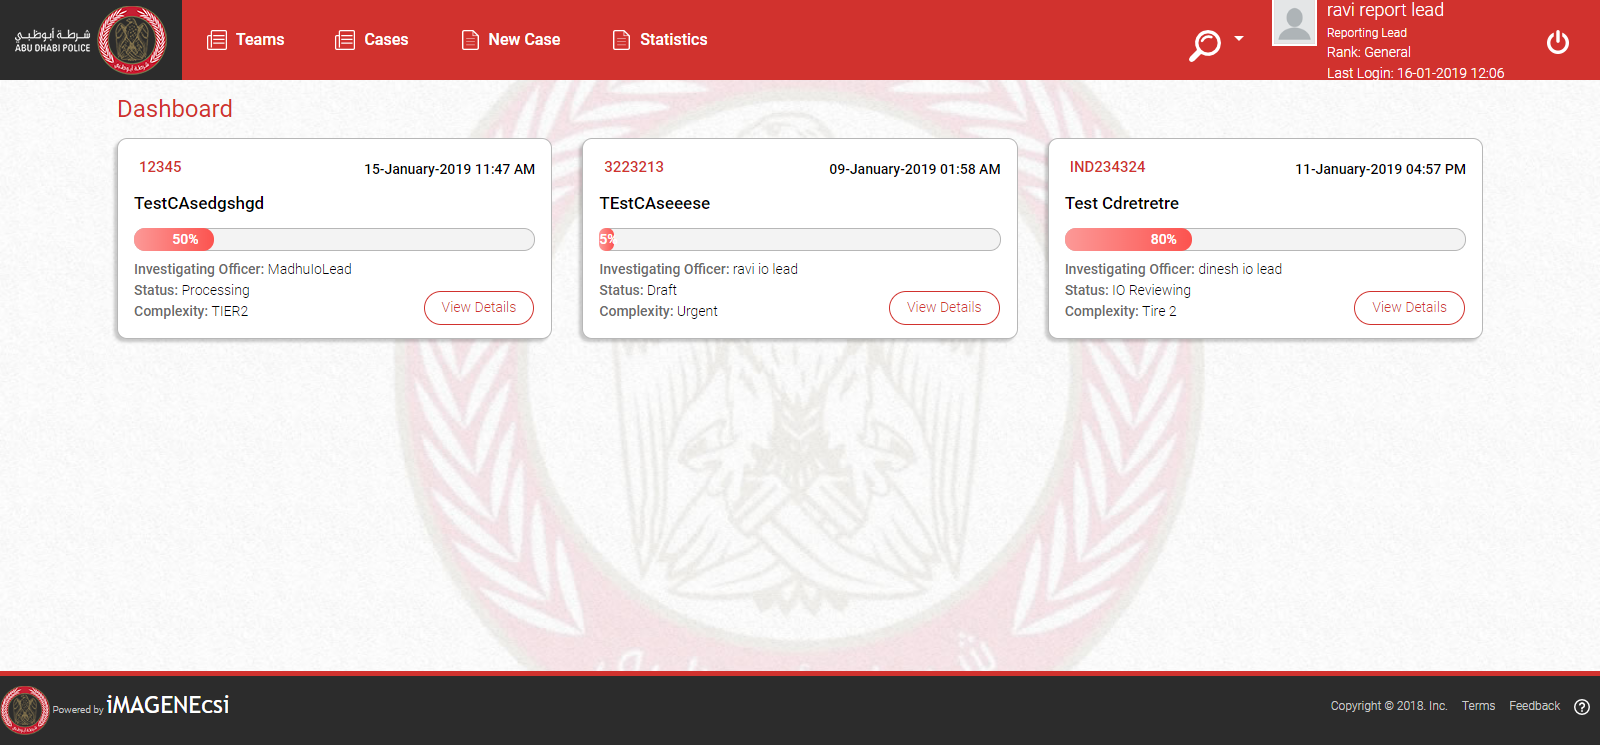 شرطة أبوظبي
ABU DHABI POLICE
Teams
Cases
New Case
Statistics
ravi report lead
Reporting Lead
Rank: General
Last Login: 16-01-2019 12:06
Dashboard
12345
15-January-2019 11:47 AM
TestCAsedgshgd
50%
Investigating Officer: MadhuIoLead
Status: Processing
Complexity: TIER2
View Details
3223213
09-January-2019 01:58 AM
TEstCAseeese
5%
Investigating Officer: ravi io lead
Status: Draft
Complexity: Urgent
View Details
IND234324
11-January-2019 04:57 PM
Test Cdretretre
80%
Investigating Officer: dinesh io lead
Status: IO Reviewing
Complexity: Tire 2
View Details
Powered by iMAGENEcsi
Copyright © 2018. Inc.
Terms
Feedback